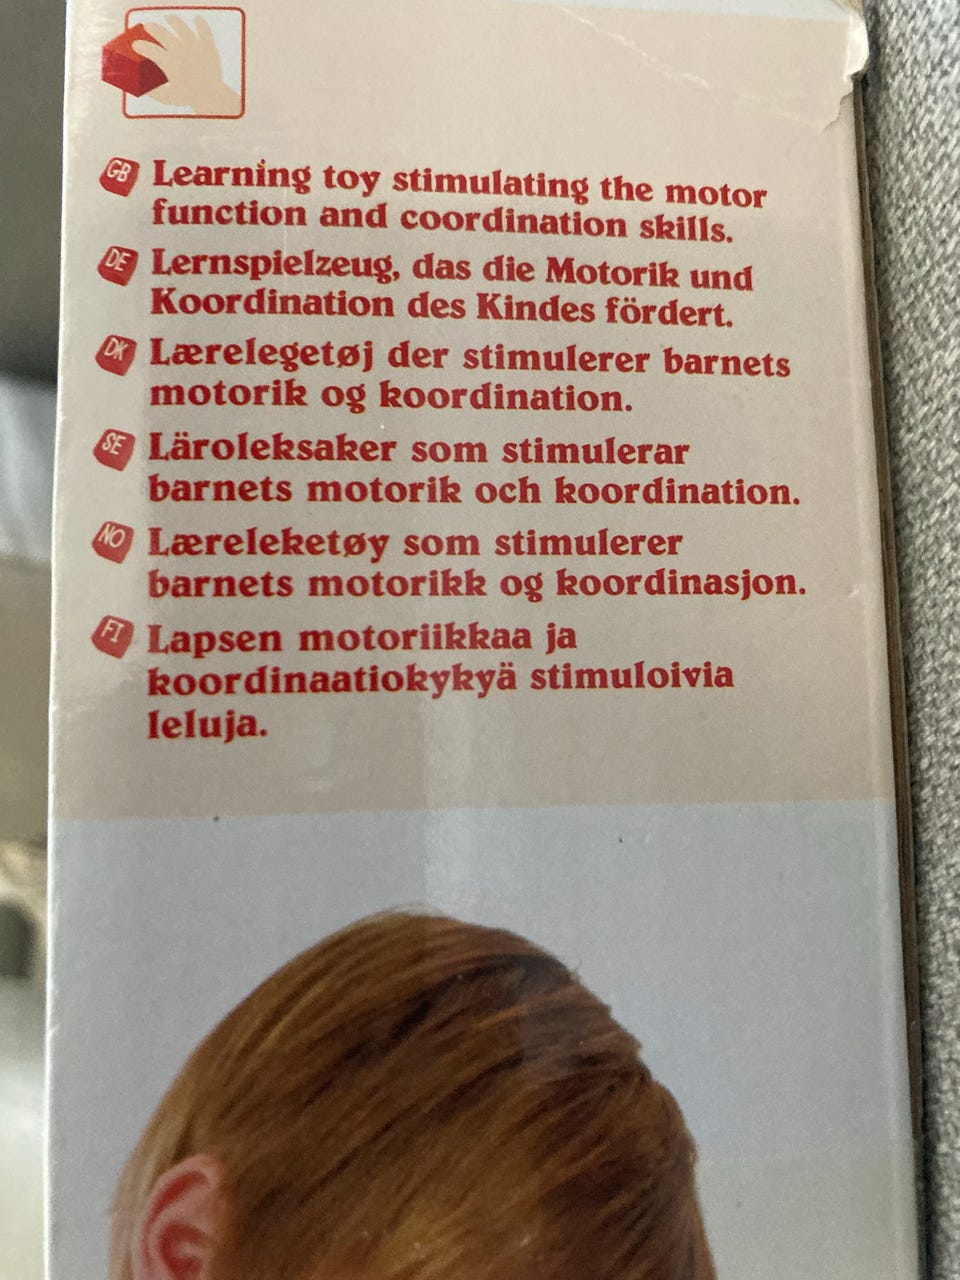 GB Learning toy stimulating the motor
function and coordination skills.
DE Lernspielzeug, das die Motorik und
Koordination des Kindes fördert.
DK Lærelegetøj der stimulerer barnets
motorik og koordination.
SE Läroleksaker som stimulerar
barnets motorik och koordination.
NO Læreleketøy som stimulerer
barnets motorikk og koordinasjon.
FI Lapsen motoriikkaa ja
koordinaatiokykyä stimuloivia
leluja.